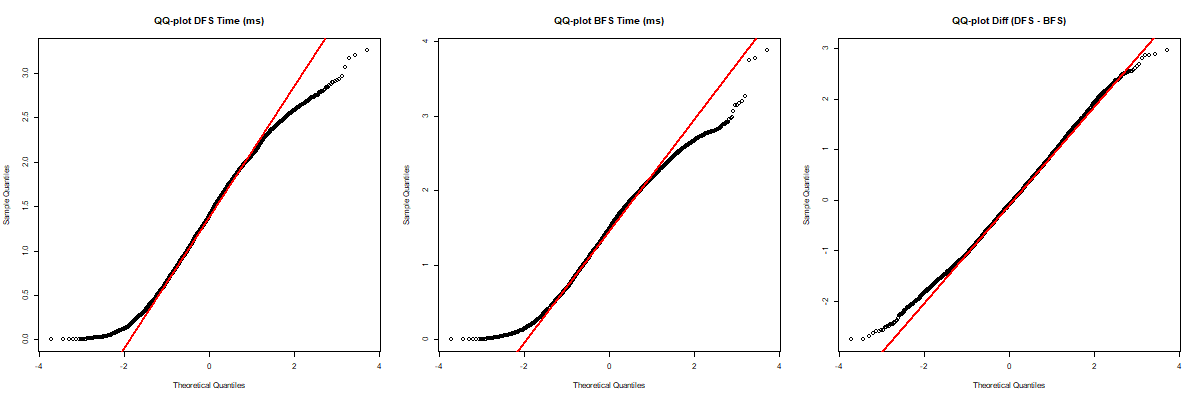 QQ-plot DFS Time (ms)
Sample Quantiles
3.0
2.5
2.0
1.5
1.0
0.5
0.0
-4 -2 0 2 4
Theoretical Quantiles
QQ-plot BFS Time (ms)
Sample Quantiles
4
3
2
1
0
-4 -2 0 2 4
Theoretical Quantiles
QQ-plot Diff (DFS - BFS)
Sample Quantiles
3
2
1
0
-1
-2
-4 -2 0 2 4
Theoretical Quantiles